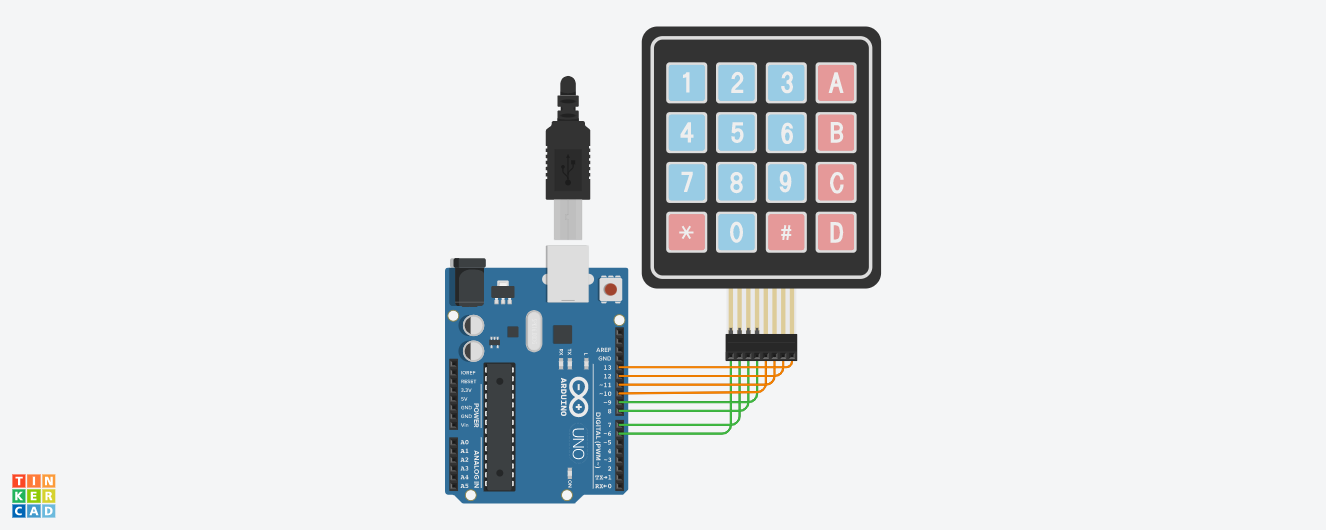 1 2 3 A
4 5 6 B
7 8 9 C
* 0 # D
AREF
GND
13
12
~11
~10
~9
8
7
~6
~5
4
~3
2
TX→1
RX←0
DIGITAL (PWM~)
RX
TX
L
ARDUINO
UNO
ON
IOREF
RESET
3.3V
5V
GND
GND
Vin
POWER
A0
A1
A2
A3
A4
A5
ANALOG IN
TIN
KER
CAD